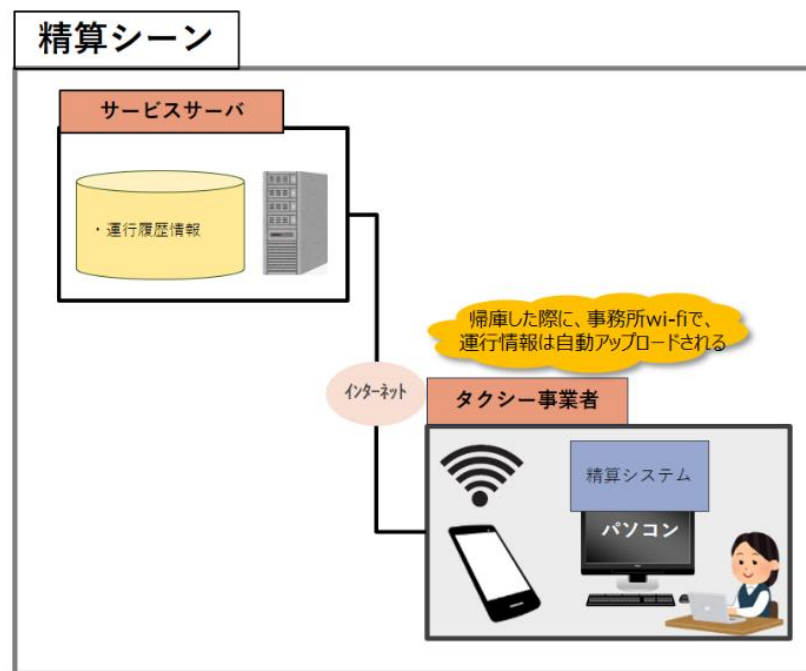 精算シーン
サービスサーバ
・運行履歴情報
帰庫した際に、事務所wi-fiで、
運行情報は自動アップロードされる
インターネット
タクシー事業者
精算システム
パソコン